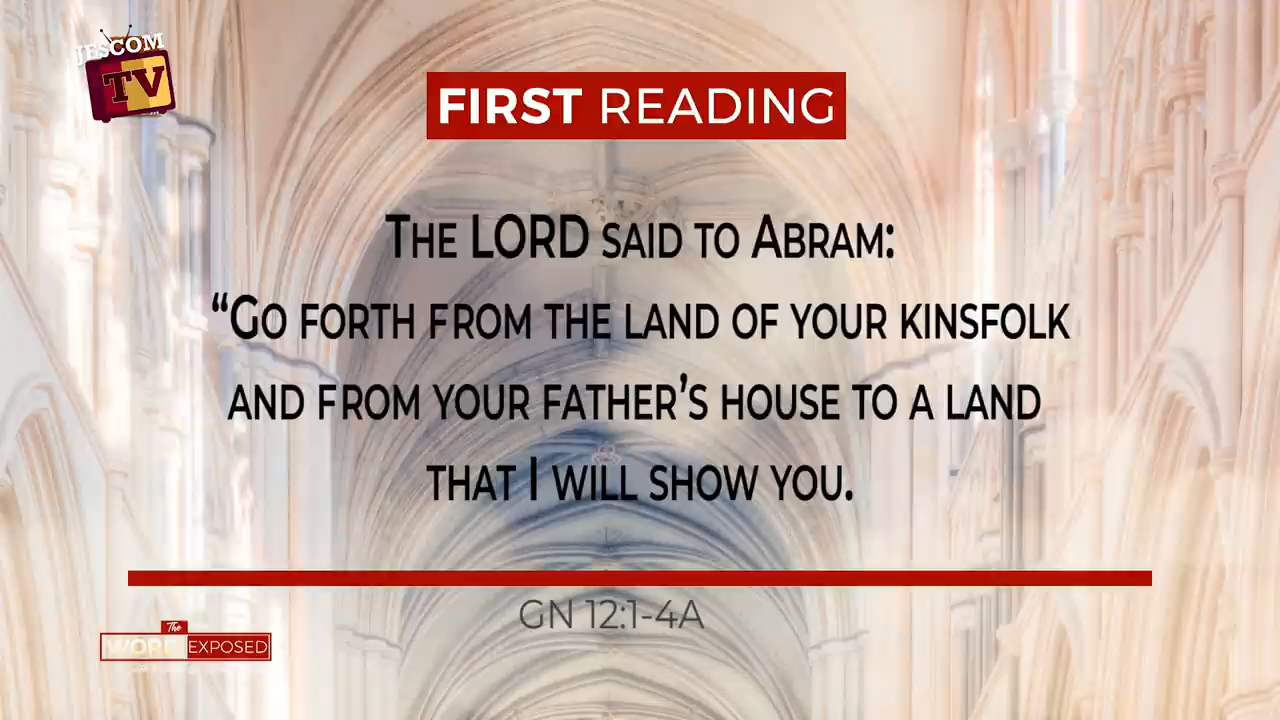 JESCOM
TV
FIRST READING
THE LORD SAID TO ABRAM:
“GO FORTH FROM THE LAND OF YOUR KINSFOLK
AND FROM YOUR FATHER’S HOUSE TO A LAND
THAT I WILL SHOW YOU.
GN 12:1-4A
The
WORD EXPOSED